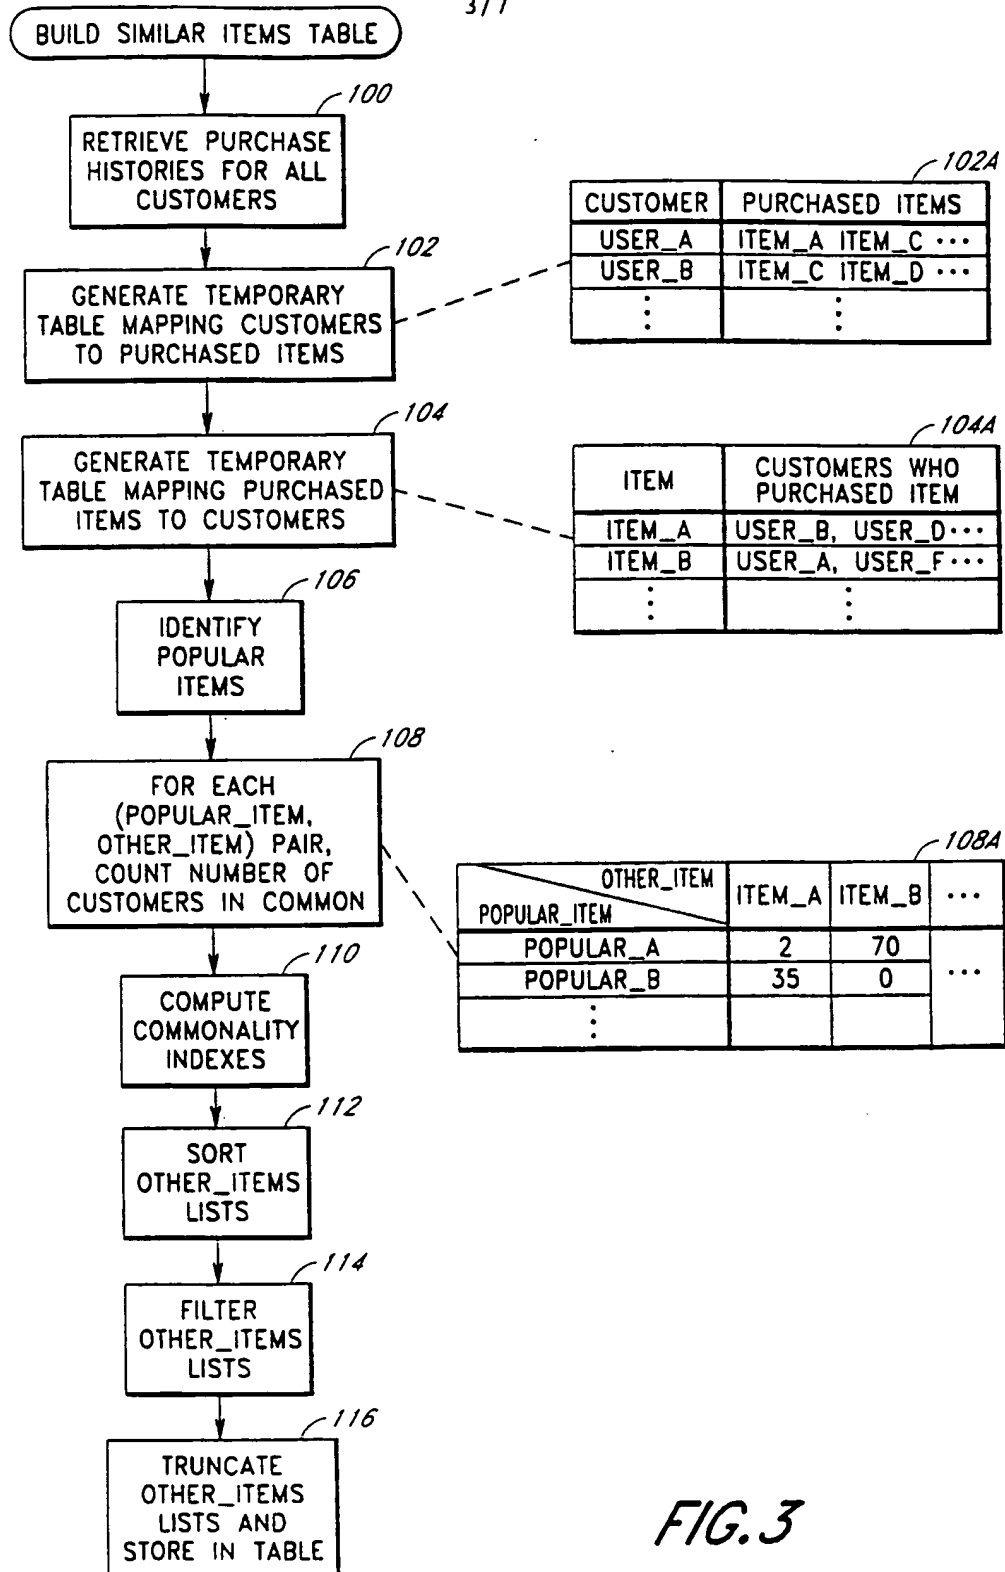 3/7
BUILD SIMILAR ITEMS TABLE
100
RETRIEVE PURCHASE
HISTORIES FOR ALL
CUSTOMERS
102
GENERATE TEMPORARY
TABLE MAPPING CUSTOMERS
TO PURCHASED ITEMS
102A
CUSTOMER PURCHASED ITEMS
USER_A ITEM_A ITEM_C ···
USER_B ITEM_C ITEM_D ···
104
GENERATE TEMPORARY
TABLE MAPPING PURCHASED
ITEMS TO CUSTOMERS
104A
ITEM CUSTOMERS WHO
PURCHASED ITEM
ITEM_A USER_B, USER_D ···
ITEM_B USER_A, USER_F ···
106
IDENTIFY
POPULAR
ITEMS
108
FOR EACH
(POPULAR_ITEM,
OTHER_ITEM) PAIR,
COUNT NUMBER OF
CUSTOMERS IN COMMON
108A
OTHER_ITEM
POPULAR_ITEM
ITEM_A ITEM_B ···
POPULAR_A 2 70
POPULAR_B 35 0 ···
110
COMPUTE
COMMONALITY
INDEXES
112
SORT
OTHER_ITEMS
LISTS
114
FILTER
OTHER_ITEMS
LISTS
116
TRUNCATE
OTHER_ITEMS
LISTS AND
STORE IN TABLE
FIG.3